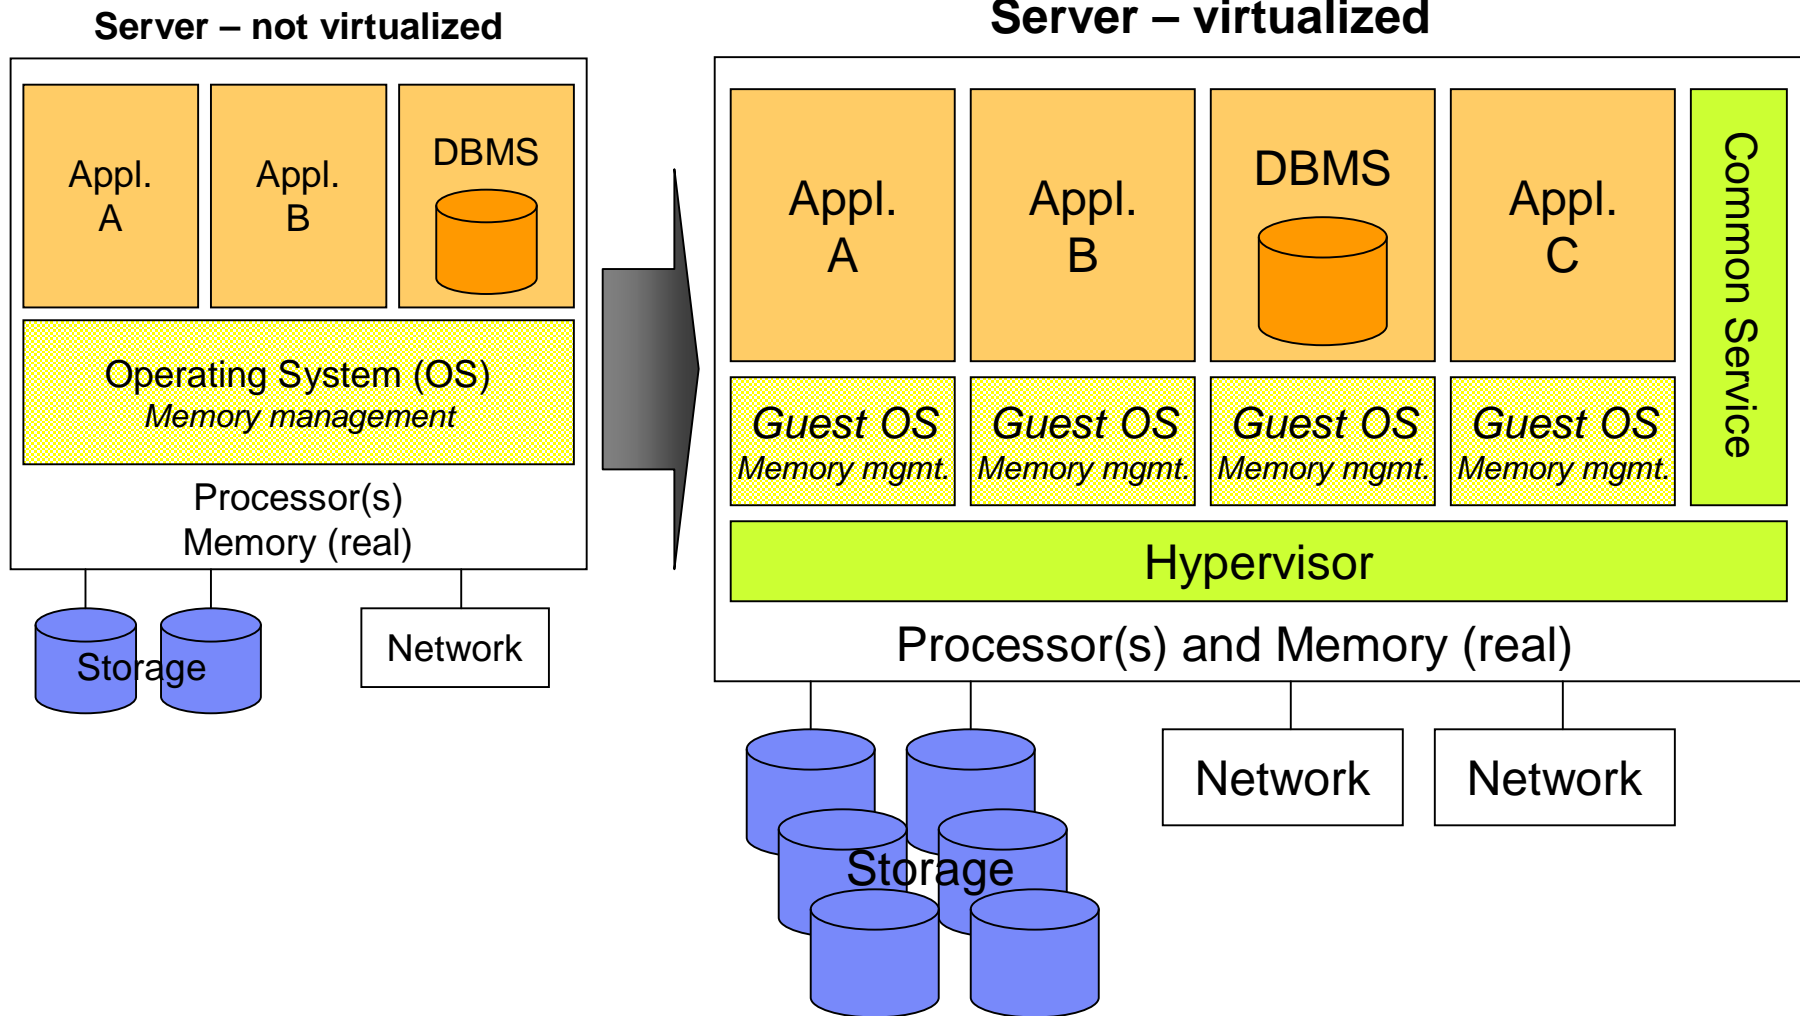 Server – not virtualized
Appl.
A
Appl.
B
DBMS
Operating System (OS)
Memory management
Processor(s)
Memory (real)
Storage
Network
Server – virtualized
Appl.
A
Appl.
B
DBMS
Appl.
C
Common Service
Guest OS
Memory mgmt.
Guest OS
Memory mgmt.
Guest OS
Memory mgmt.
Guest OS
Memory mgmt.
Hypervisor
Processor(s) and Memory (real)
Network
Network
Storage